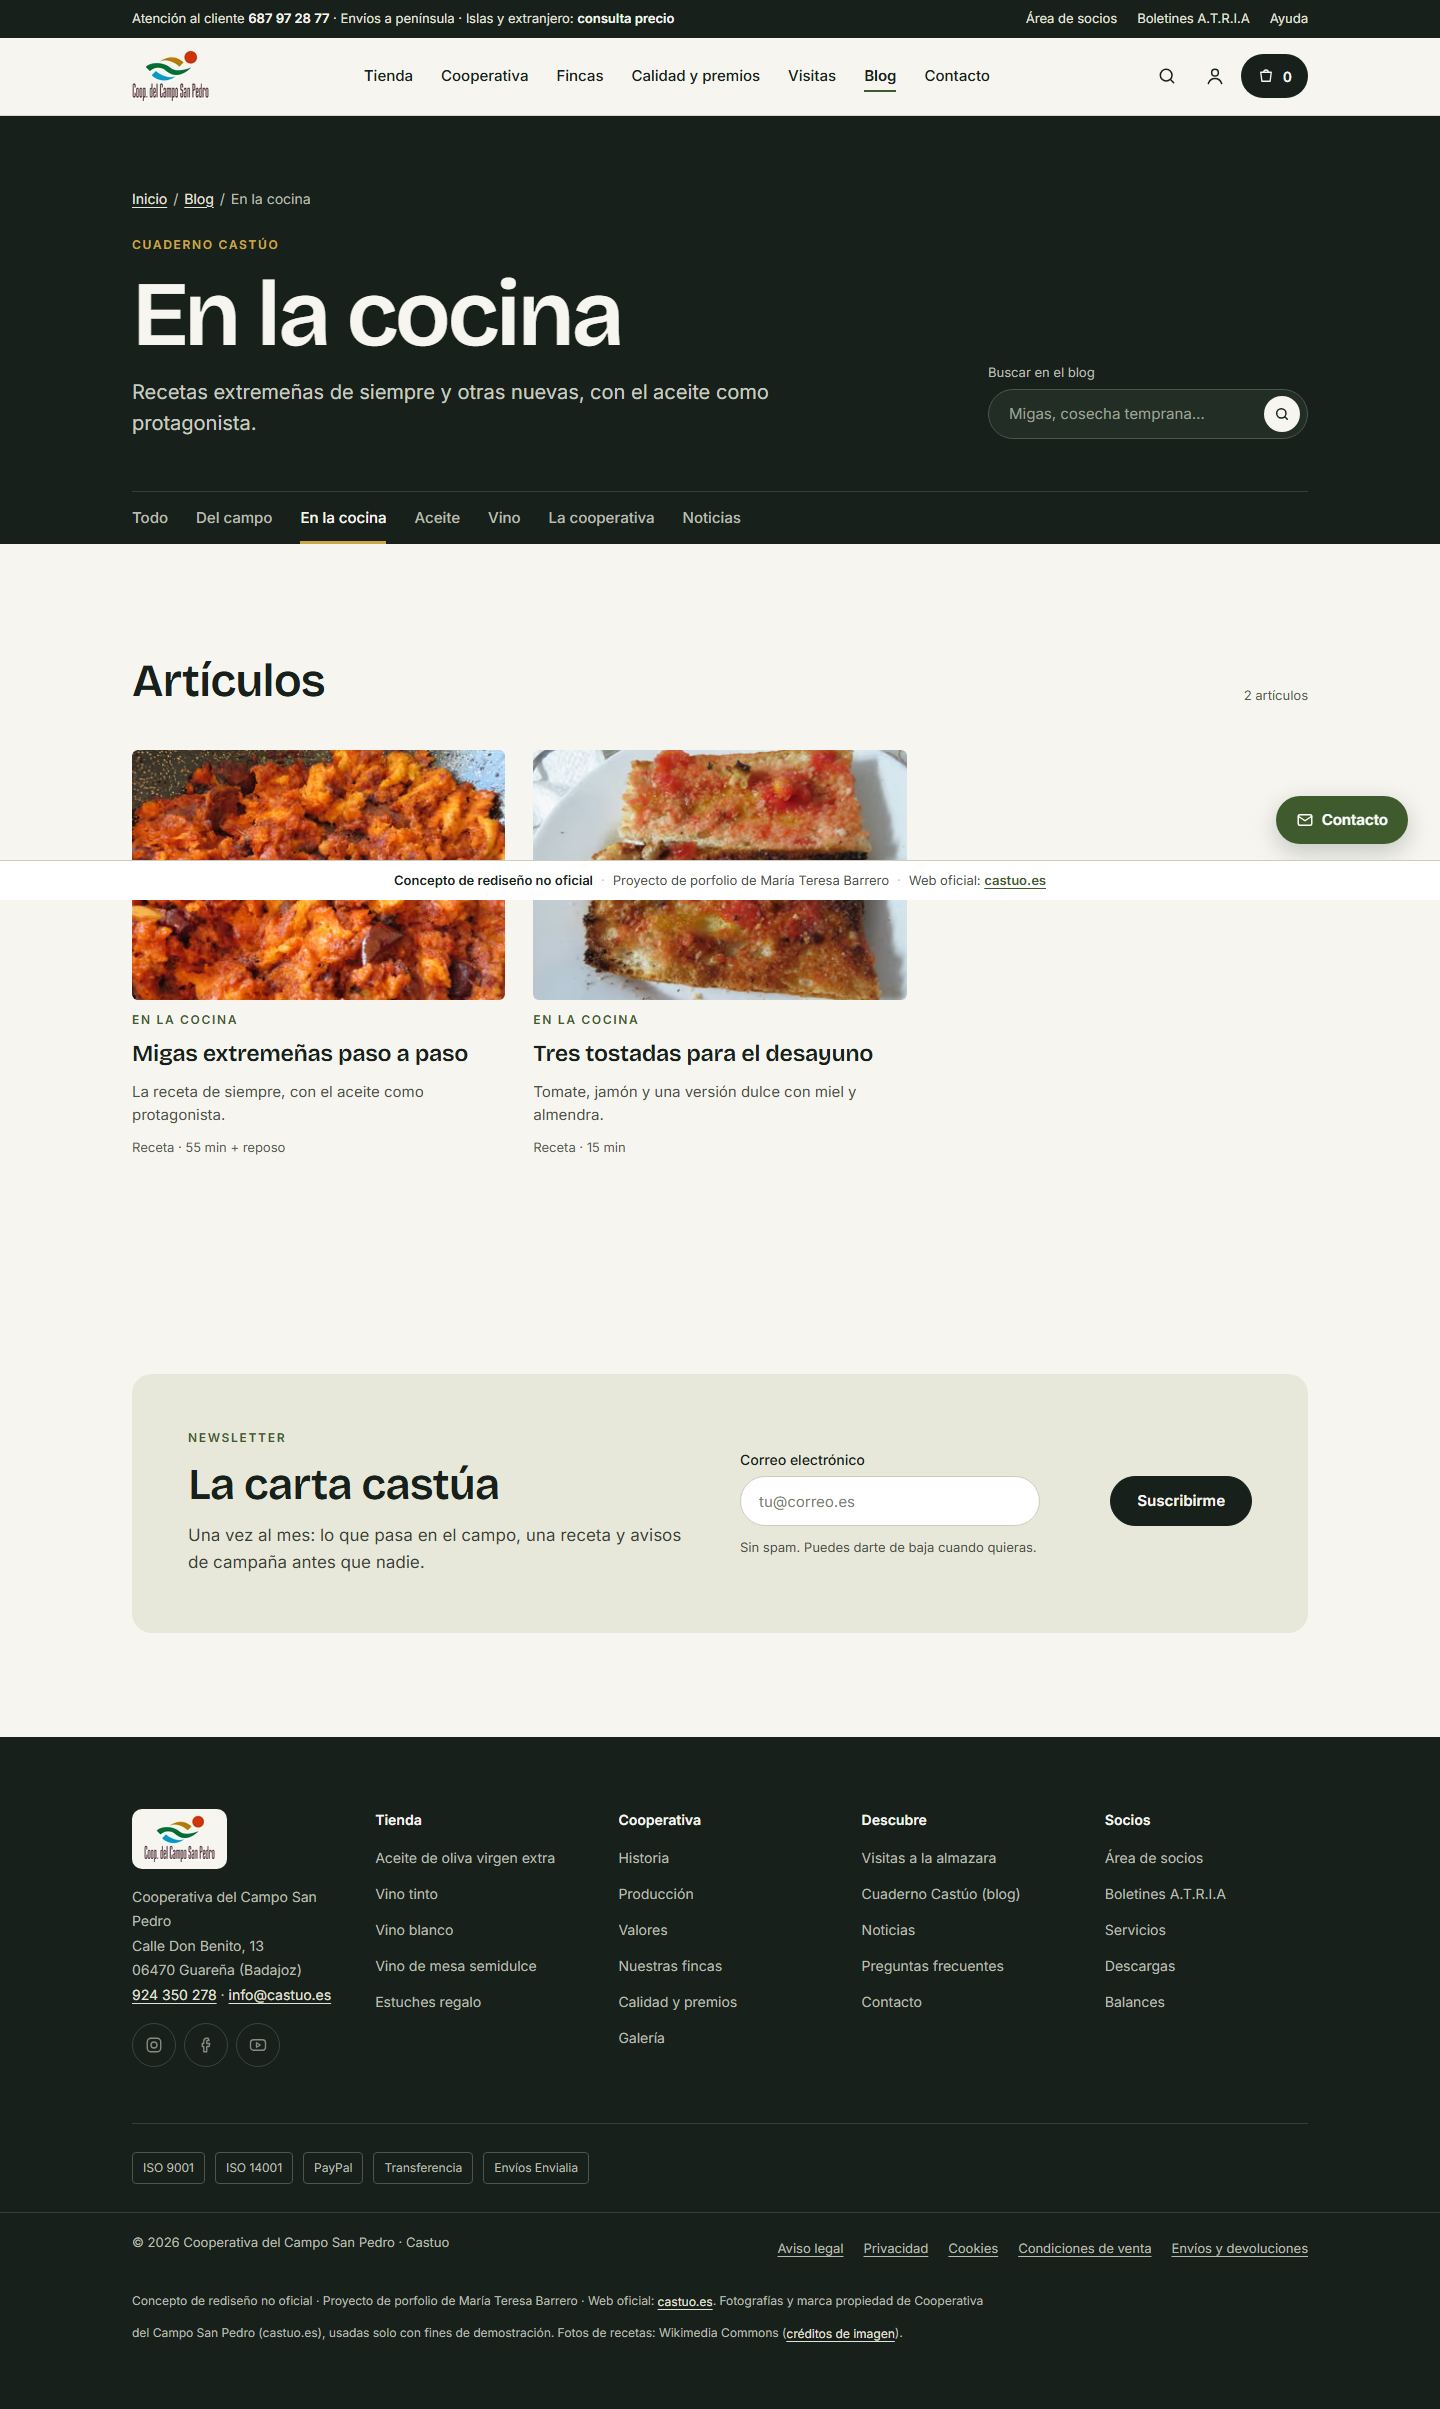 Atención al cliente 687 97 28 77 · Envíos a península · Islas y extranjero: consulta precio
Área de socios Boletines A.T.R.I.A Ayuda
Coop. del Campo San Pedro
Tienda Cooperativa Fincas Calidad y premios Visitas Blog Contacto
0
Inicio / Blog / En la cocina
CUADERNO CASTÚO
En la cocina
Recetas extremeñas de siempre y otras nuevas, con el aceite como
protagonista.
Buscar en el blog
Migas, cosecha temprana...
Todo Del campo En la cocina Aceite Vino La cooperativa Noticias
Artículos
2 artículos
Contacto
Concepto de rediseño no oficial · Proyecto de porfolio de María Teresa Barrero · Web oficial: castuo.es
EN LA COCINA
Migas extremeñas paso a paso
La receta de siempre, con el aceite como
protagonista.
Receta · 55 min + reposo
EN LA COCINA
Tres tostadas para el desayuno
Tomate, jamón y una versión dulce con miel y
almendra.
Receta · 15 min
NEWSLETTER
La carta castúa
Una vez al mes: lo que pasa en el campo, una receta y avisos
de campaña antes que nadie.
Correo electrónico
tu@correo.es
Suscribirme
Sin spam. Puedes darte de baja cuando quieras.
Coop. del Campo San Pedro
Cooperativa del Campo San
Pedro
Calle Don Benito, 13
06470 Guareña (Badajoz)
924 350 278 · info@castuo.es
Tienda
Aceite de oliva virgen extra
Vino tinto
Vino blanco
Vino de mesa semidulce
Estuches regalo
Cooperativa
Historia
Producción
Valores
Nuestras fincas
Calidad y premios
Galería
Descubre
Visitas a la almazara
Cuaderno Castúo (blog)
Noticias
Preguntas frecuentes
Contacto
Socios
Área de socios
Boletines A.T.R.I.A
Servicios
Descargas
Balances
ISO 9001 ISO 14001 PayPal Transferencia Envíos Envialia
© 2026 Cooperativa del Campo San Pedro · Castuo
Aviso legal Privacidad Cookies Condiciones de venta Envíos y devoluciones
Concepto de rediseño no oficial · Proyecto de porfolio de María Teresa Barrero · Web oficial: castuo.es. Fotografías y marca propiedad de Cooperativa
del Campo San Pedro (castuo.es), usadas solo con fines de demostración. Fotos de recetas: Wikimedia Commons (créditos de imagen).